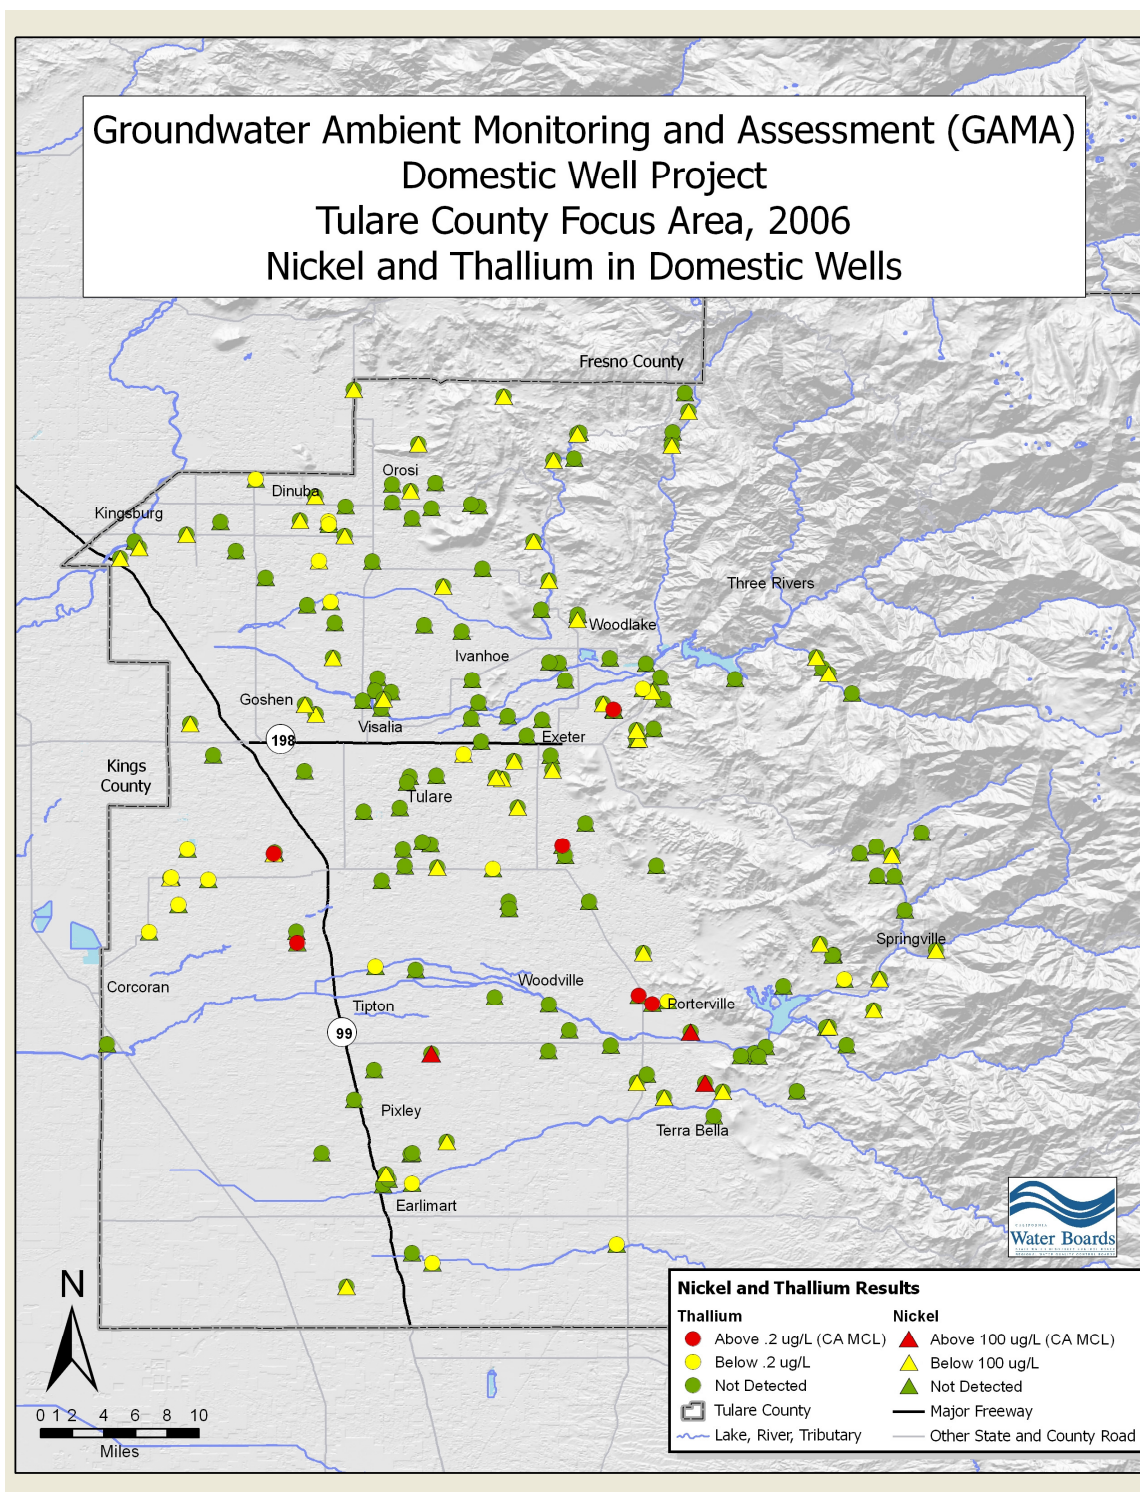 Groundwater Ambient Monitoring and Assessment (GAMA)
Domestic Well Project
Tulare County Focus Area, 2006
Nickel and Thallium in Domestic Wells
Fresno County
Orosi
Dinuba
Kingsburg
Three Rivers
Woodlake
Ivanhoe
Goshen
Visalia
198
Exeter
Kings
County
Tulare
Springville
Woodville
Corcoran
Tipton
Porterville
99
Pixley
Terra Bella
Earlimart
CALIFORNIA
Water Boards
N
0 1 2 4 6 8 10
Miles
Nickel and Thallium Results
Thallium Nickel
Above .2 ug/L (CA MCL) Above 100 ug/L (CA MCL)
Below .2 ug/L Below 100 ug/L
Not Detected Not Detected
Tulare County Major Freeway
Lake, River, Tributary Other State and County Road